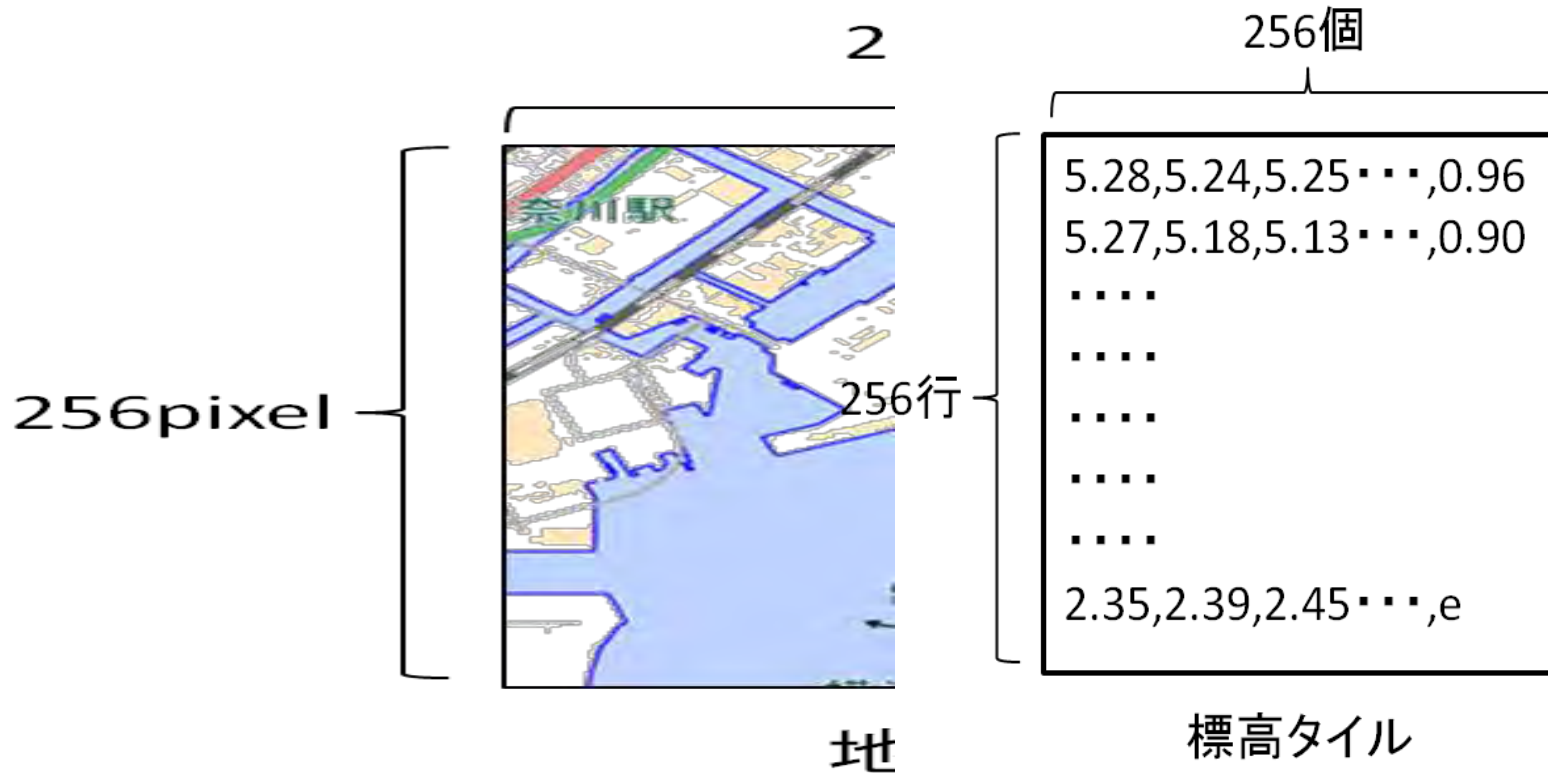 2
256pixel
奈川駅
地
256個
256行
5.28,5.24,5.25・・・,0.96
5.27,5.18,5.13・・・,0.90
・・・・
・・・・
・・・・
・・・・
・・・・
2.35,2.39,2.45・・・,e
標高タイル